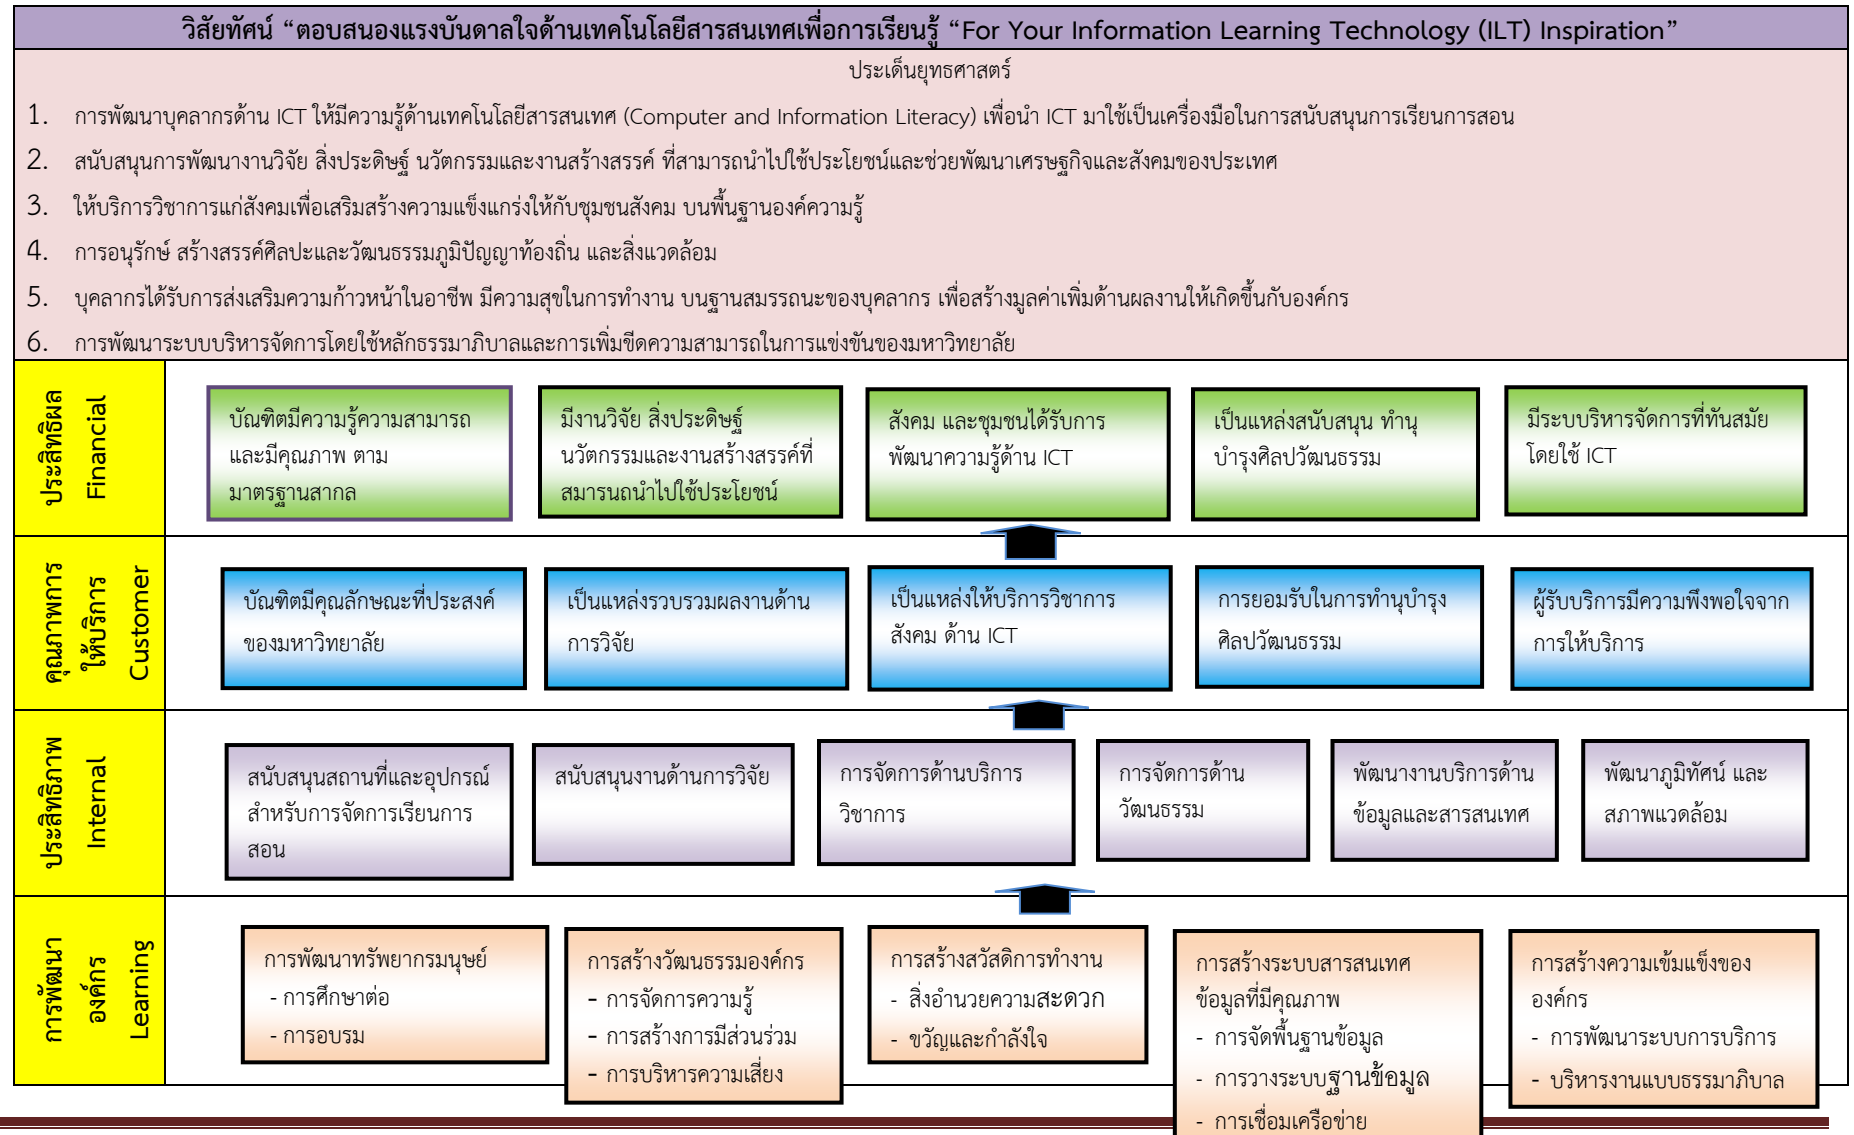 วิสัยทัศน์ “ตอบสนองแรงบันดาลใจด้านเทคโนโลยีสารสนเทศเพื่อการเรียนรู้ “For Your Information Learning Technology (ILT) Inspiration”
ประเด็นยุทธศาสตร์
1. การพัฒนาบุคลากรด้าน ICT ให้มีความรู้ด้านเทคโนโลยีสารสนเทศ (Computer and Information Literacy) เพื่อนำ ICT มาใช้เป็นเครื่องมือในการสนับสนุนการเรียนการสอน
2. สนับสนุนการพัฒนางานวิจัย สิ่งประดิษฐ์ นวัตกรรมและงานสร้างสรรค์ ที่สามารถนำไปใช้ประโยชน์และช่วยพัฒนาเศรษฐกิจและสังคมของประเทศ
3. ให้บริการวิชาการแก่สังคมเพื่อเสริมสร้างความแข็งแกร่งให้กับชุมชนสังคม บนพื้นฐานองค์ความรู้
4. การอนุรักษ์ สร้างสรรค์ศิลปะและวัฒนธรรมภูมิปัญญาท้องถิ่น และสิ่งแวดล้อม
5. บุคลากรได้รับการส่งเสริมความก้าวหน้าในอาชีพ มีความสุขในการทำงาน บนฐานสมรรถนะของบุคลากร เพื่อสร้างมูลค่าเพิ่มด้านผลงานให้เกิดขึ้นกับองค์กร
6. การพัฒนาระบบบริหารจัดการโดยใช้หลักธรรมาภิบาลและการเพิ่มขีดความสามารถในการแข่งขันของมหาวิทยาลัย
ประสิทธิผล
Financial
บัณฑิตมีความรู้ความสามารถ
และมีคุณภาพ ตาม
มาตรฐานสากล
มีงานวิจัย สิ่งประดิษฐ์
นวัตกรรมและงานสร้างสรรค์ที่
สมารนถนำไปใช้ประโยชน์
สังคม และชุมชนได้รับการ
พัฒนาความรู้ด้าน ICT
เป็นแหล่งสนับสนุน ทำนุ
บำรุงศิลปวัฒนธรรม
มีระบบบริหารจัดการที่ทันสมัย
โดยใช้ ICT
คุณภาพการ
ให้บริการ
Customer
บัณฑิตมีคุณลักษณะที่ประสงค์
ของมหาวิทยาลัย
เป็นแหล่งรวบรวมผลงานด้าน
การวิจัย
เป็นแหล่งให้บริการวิชาการ
สังคม ด้าน ICT
การยอมรับในการทำนุบำรุง
ศิลปวัฒนธรรม
ผู้รับบริการมีความพึงพอใจจาก
การให้บริการ
ประสิทธิภาพ
Internal
สนับสนุนสถานที่และอุปกรณ์
สำหรับการจัดการเรียนการ
สอน
สนับสนุนงานด้านการวิจัย
การจัดการด้านบริการ
วิชาการ
การจัดการด้าน
วัฒนธรรม
พัฒนางานบริการด้าน
ข้อมูลและสารสนเทศ
พัฒนาภูมิทัศน์ และ
สภาพแวดล้อม
การพัฒนา
องค์กร
Learning
การพัฒนาทรัพยากรมนุษย์
- การศึกษาต่อ
- การอบรม
การสร้างวัฒนธรรมองค์กร
- การจัดการความรู้
- การสร้างการมีส่วนร่วม
- การบริหารความเสี่ยง
การสร้างสวัสดิการทำงาน
- สิ่งอำนวยความสะดวก
- ขวัญและกำลังใจ
การสร้างระบบสารสนเทศ
ข้อมูลที่มีคุณภาพ
- การจัดพื้นฐานข้อมูล
- การวางระบบฐานข้อมูล
- การเชื่อมเครือข่าย
การสร้างความเข้มแข็งของ
องค์กร
- การพัฒนาระบบการบริการ
- บริหารงานแบบธรรมาภิบาล